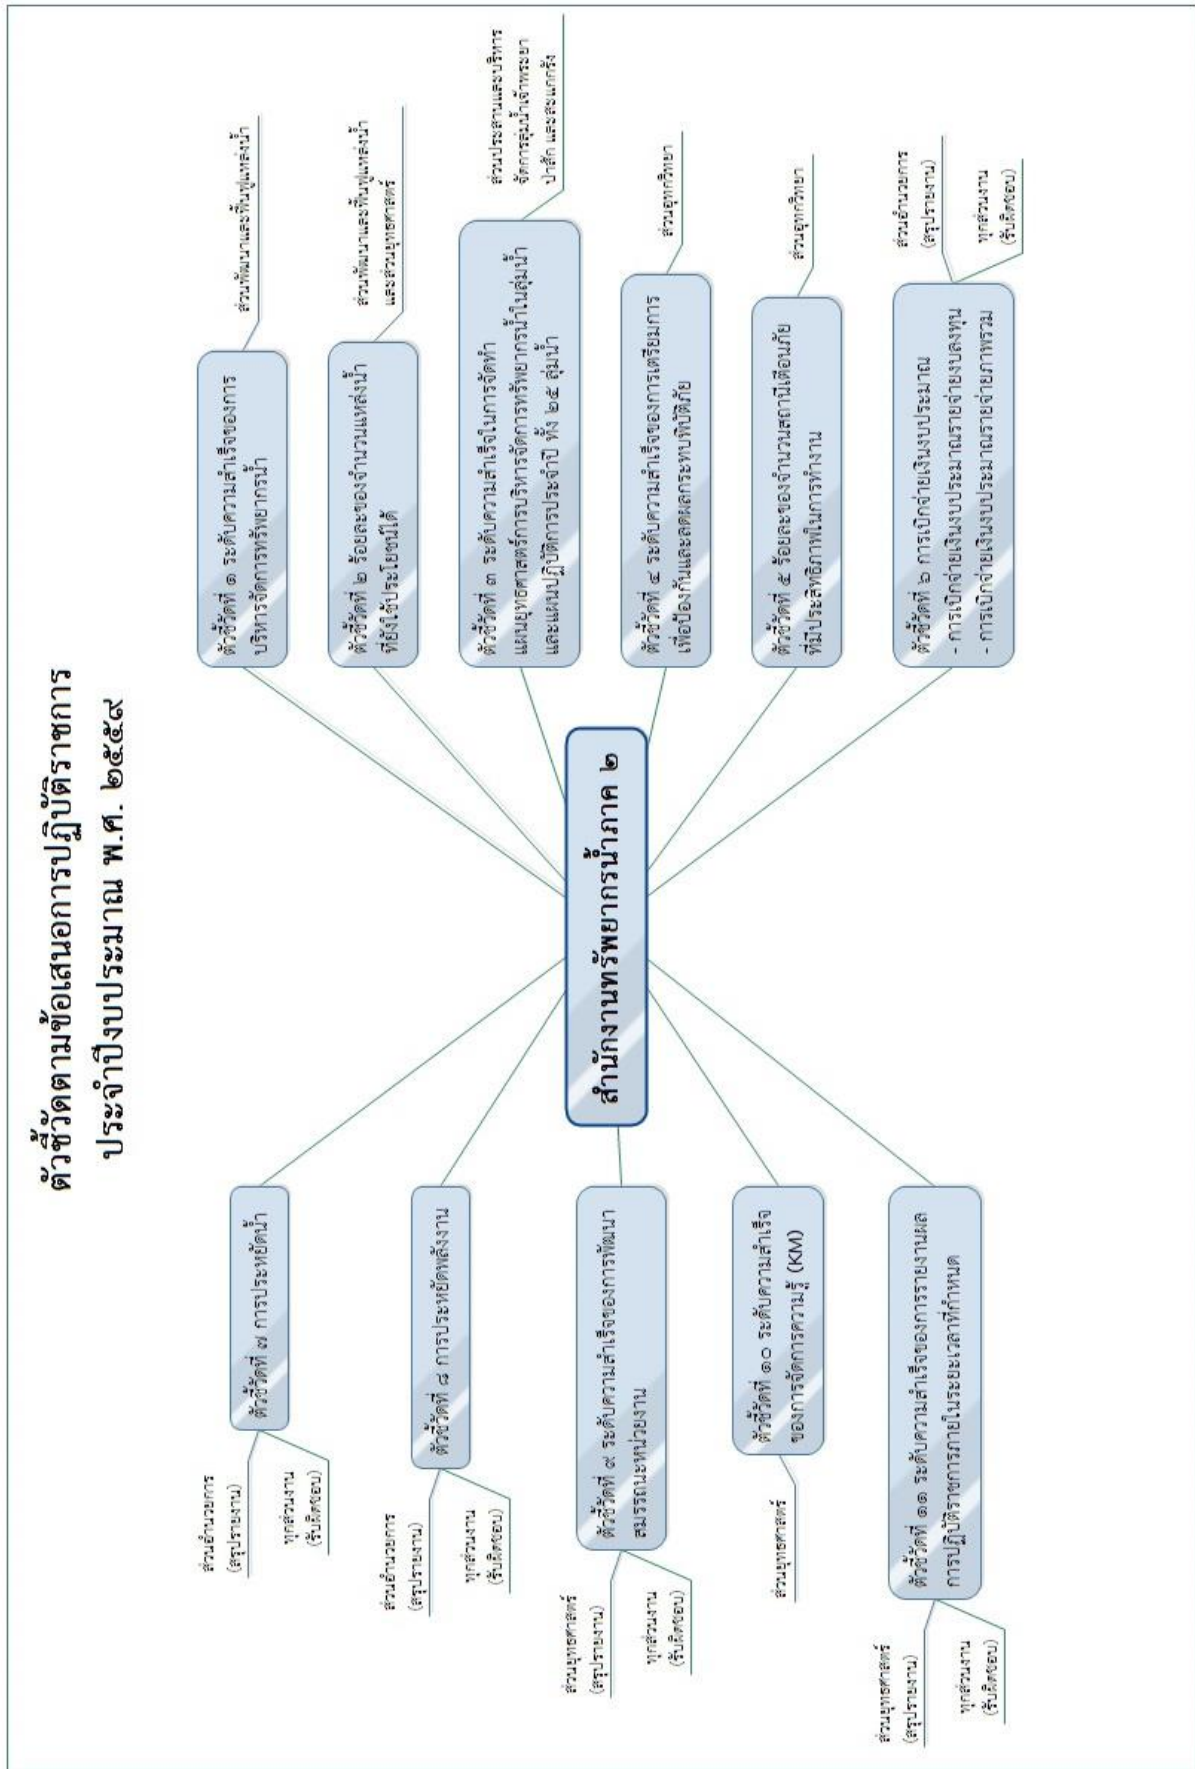 ตัวชี้วัดตามข้อเสนอการปฏิบัติราชการ
ประจำปีงบประมาณ พ.ศ. ๒๕๕๙
สำนักงานทรัพยากรน้ำภาค ๒
ตัวชี้วัดที่ ๑ ระดับความสำเร็จของการ
บริหารจัดการทรัพยากรน้ำ
ส่วนพัฒนาและฟื้นฟูแหล่งน้ำ
ตัวชี้วัดที่ ๒ ร้อยละของจำนวนแหล่งน้ำ
ที่ยังใช้ประโยชน์ได้
ส่วนพัฒนาและฟื้นฟูแหล่งน้ำ
และส่วนยุทธศาสตร์
ตัวชี้วัดที่ ๓ ระดับความสำเร็จในการจัดทำ
แผนยุทธศาสตร์การบริหารจัดการทรัพยากรน้ำในลุ่มน้ำ
และแผนปฏิบัติการประจำปี ทั้ง ๒๕ ลุ่มน้ำ
ส่วนประสานและบริหาร
จัดการลุ่มน้ำเจ้าพระยา
ป่าสัก และสะแกกรัง
ตัวชี้วัดที่ ๔ ระดับความสำเร็จของการเตรียมการ
เพื่อป้องกันและลดผลกระทบพิบัติภัย
ส่วนอุทกวิทยา
ตัวชี้วัดที่ ๕ ร้อยละของจำนวนสถานีเตือนภัย
ที่มีประสิทธิภาพในการทำงาน
ส่วนอุทกวิทยา
ตัวชี้วัดที่ ๖ การเบิกจ่ายเงินงบประมาณ
- การเบิกจ่ายเงินงบประมาณรายจ่ายงบลงทุน
- การเบิกจ่ายเงินงบประมาณรายจ่ายภาพรวม
ส่วนอำนวยการ
(สรุปรายงาน)
ทุกส่วนงาน
(รับผิดชอบ)
ตัวชี้วัดที่ ๗ การประหยัดน้ำ
ส่วนอำนวยการ
(สรุปรายงาน)
ทุกส่วนงาน
(รับผิดชอบ)
ตัวชี้วัดที่ ๘ การประหยัดพลังงาน
ส่วนอำนวยการ
(สรุปรายงาน)
ทุกส่วนงาน
(รับผิดชอบ)
ตัวชี้วัดที่ ๙ ระดับความสำเร็จของการพัฒนา
สมรรถนะหน่วยงาน
ส่วนยุทธศาสตร์
(สรุปรายงาน)
ทุกส่วนงาน
(รับผิดชอบ)
ตัวชี้วัดที่ ๑๐ ระดับความสำเร็จ
ของการจัดการความรู้ (KM)
ส่วนยุทธศาสตร์
ตัวชี้วัดที่ ๑๑ ระดับความสำเร็จของการรายงานผล
การปฏิบัติราชการภายในระยะเวลาที่กำหนด
ส่วนยุทธศาสตร์
(สรุปรายงาน)
ทุกส่วนงาน
(รับผิดชอบ)